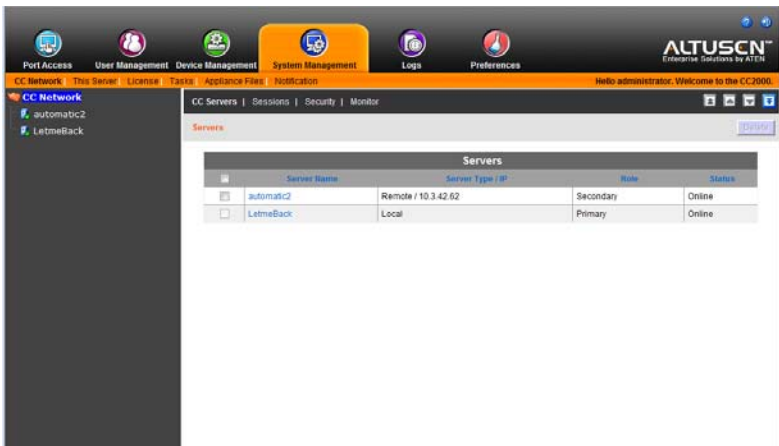 Port Access User Management Device Management System Management Logs Preferences
ALTUSEN™
Enterprise Solutions by ATEN
CC Network This Server License Tasks Appliance Files Notification Hello administrator. Welcome to the CC2000.
CC Network
automatic2
LetmeBack
CC Servers | Sessions | Security | Monitor
Servers Delete
Servers
Server Name Server Type / IP Role Status
automatic2 Remote / 10.3.42.62 Secondary Online
LetmeBack Local Primary Online